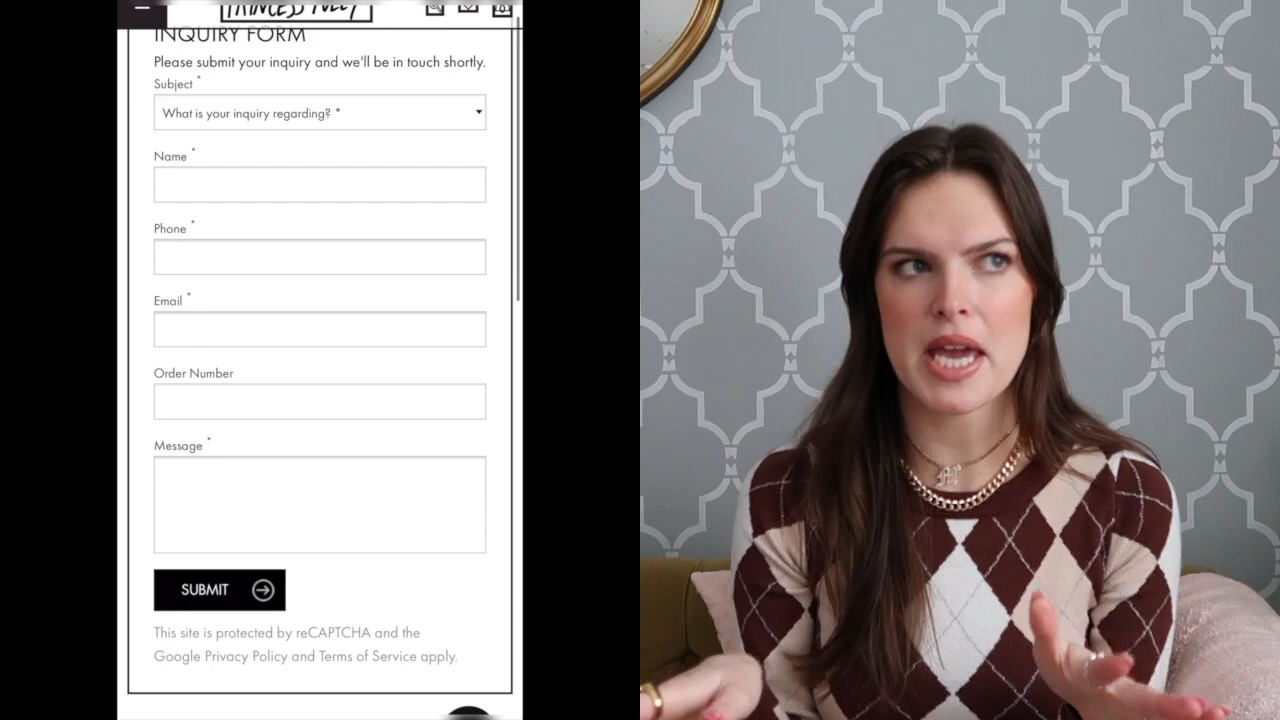 PRINCESS POLLY
INQUIRY FORM
Please submit your inquiry and we'll be in touch shortly.
Subject *
What is your inquiry regarding? *
Name *
Phone *
Email *
Order Number
Message *
SUBMIT
This site is protected by reCAPTCHA and the
Google Privacy Policy and Terms of Service apply.